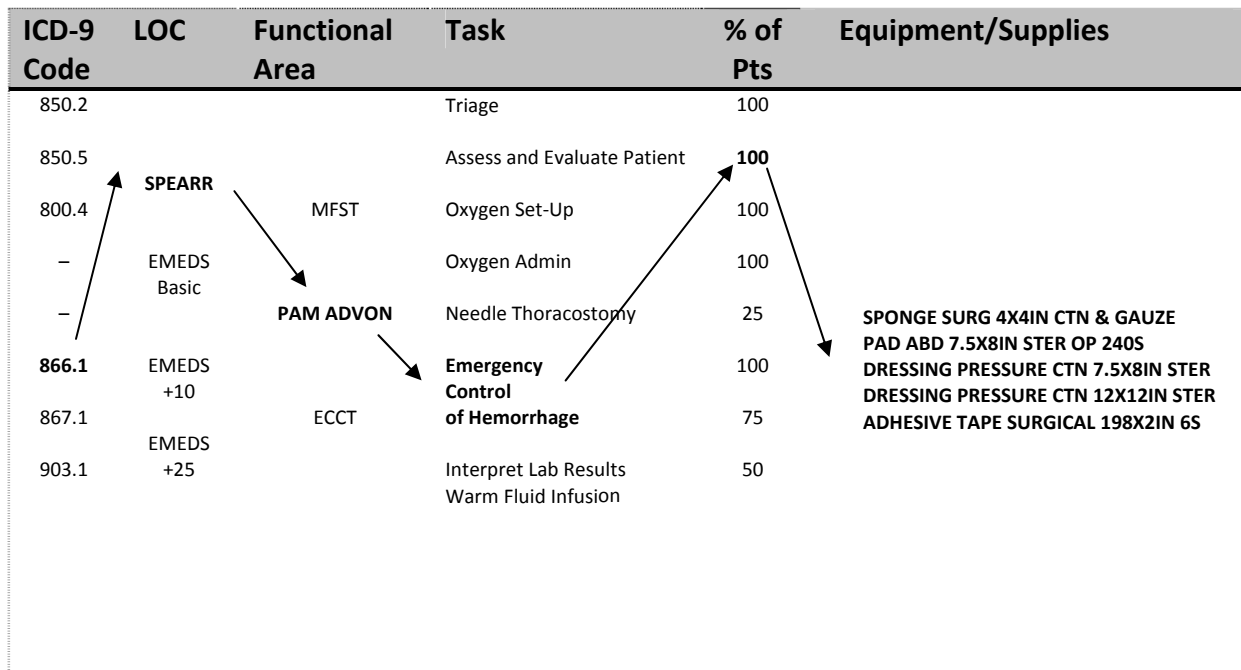 ICD-9 Code LOC Functional Area Task % of Pts Equipment/Supplies
850.2 Triage 100
850.5 Assess and Evaluate Patient 100
SPEARR
800.4 MFST Oxygen Set-Up 100
– EMEDS Basic Oxygen Admin 100
– PAM ADVON Needle Thoracostomy 25
SPONGE SURG 4X4IN CTN & GAUZE
PAD ABD 7.5X8IN STER OP 240S
866.1 EMEDS +10 Emergency Control 100 DRESSING PRESSURE CTN 7.5X8IN STER
DRESSING PRESSURE CTN 12X12IN STER
867.1 ECCT of Hemorrhage 75 ADHESIVE TAPE SURGICAL 198X2IN 6S
EMEDS
903.1 +25 Interpret Lab Results 50
Warm Fluid Infusion